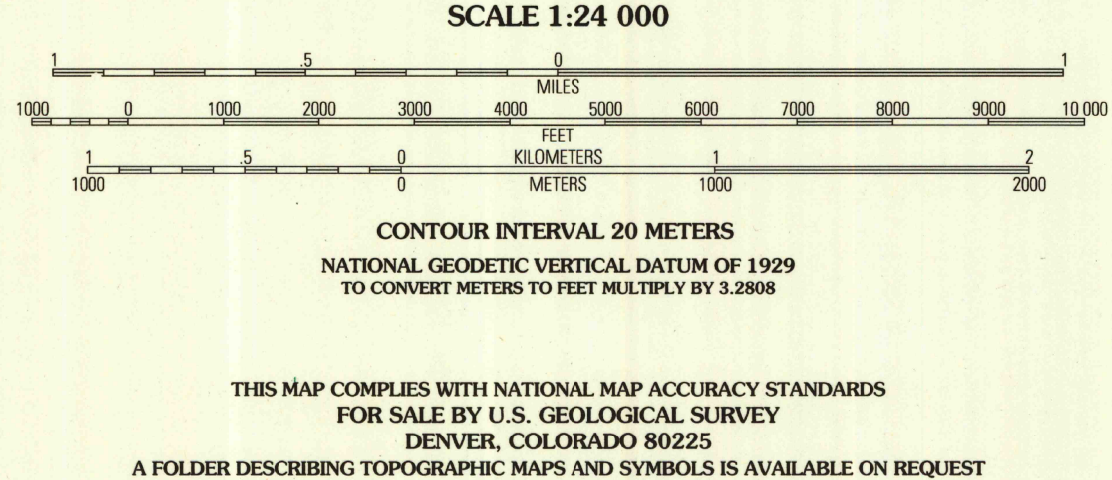 SCALE 1:24 000
1 .5 0 1
MILES
1000 0 1000 2000 3000 4000 5000 6000 7000 8000 9000 10 000
FEET
1 .5 0 KILOMETERS 1 2
1000 0 METERS 1000 2000
CONTOUR INTERVAL 20 METERS
NATIONAL GEODETIC VERTICAL DATUM OF 1929
TO CONVERT METERS TO FEET MULTIPLY BY 3.2808
THIS MAP COMPLIES WITH NATIONAL MAP ACCURACY STANDARDS
FOR SALE BY U.S. GEOLOGICAL SURVEY
DENVER, COLORADO 80225
A FOLDER DESCRIBING TOPOGRAPHIC MAPS AND SYMBOLS IS AVAILABLE ON REQUEST